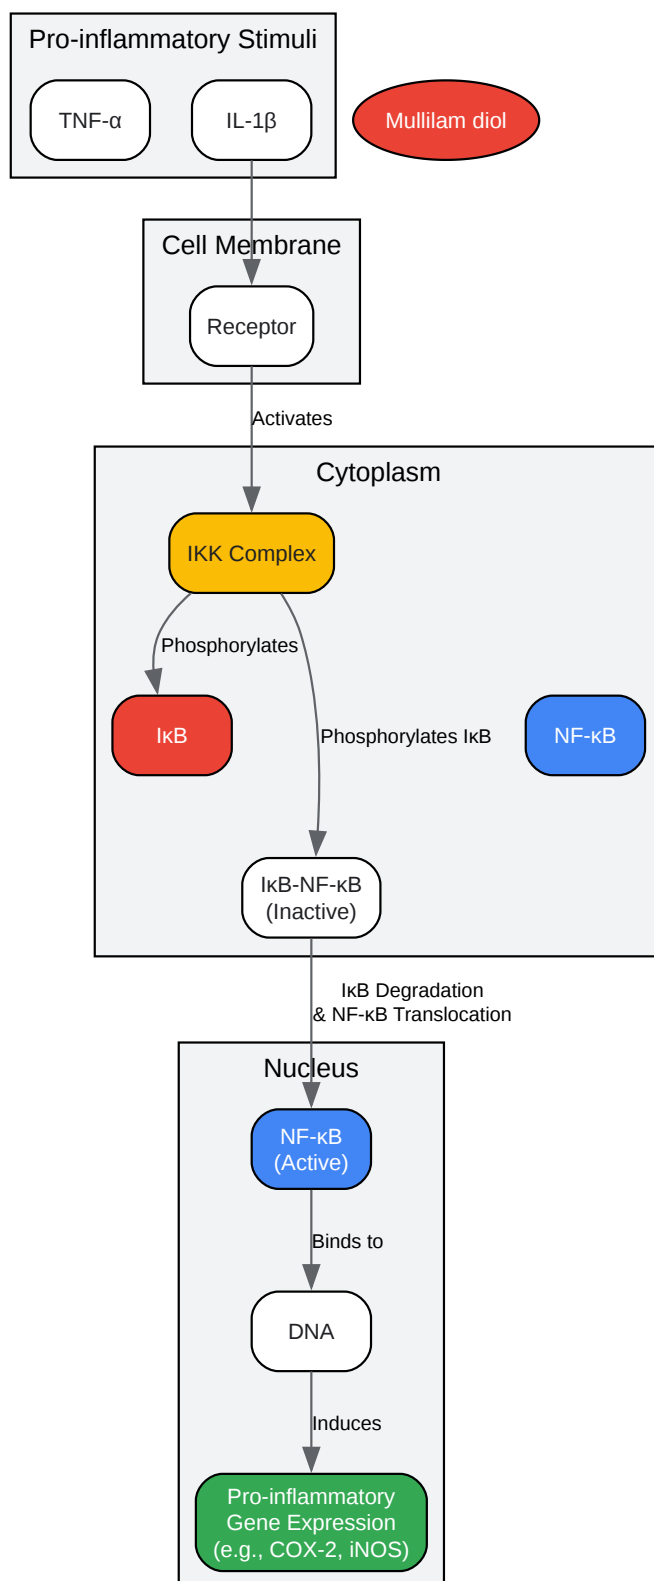 Pro-inflammatory Stimuli
TNF-α
IL-1β
Mullilam diol
Cell Membrane
Receptor
Activates
Cytoplasm
IKK Complex
Phosphorylates
IκB
Phosphorylates IκB
NF-κB
IκB-NF-κB
(Inactive)
IκB Degradation
& NF-κB Translocation
Nucleus
NF-κB
(Active)
Binds to
DNA
Induces
Pro-inflammatory
Gene Expression
(e.g., COX-2, iNOS)